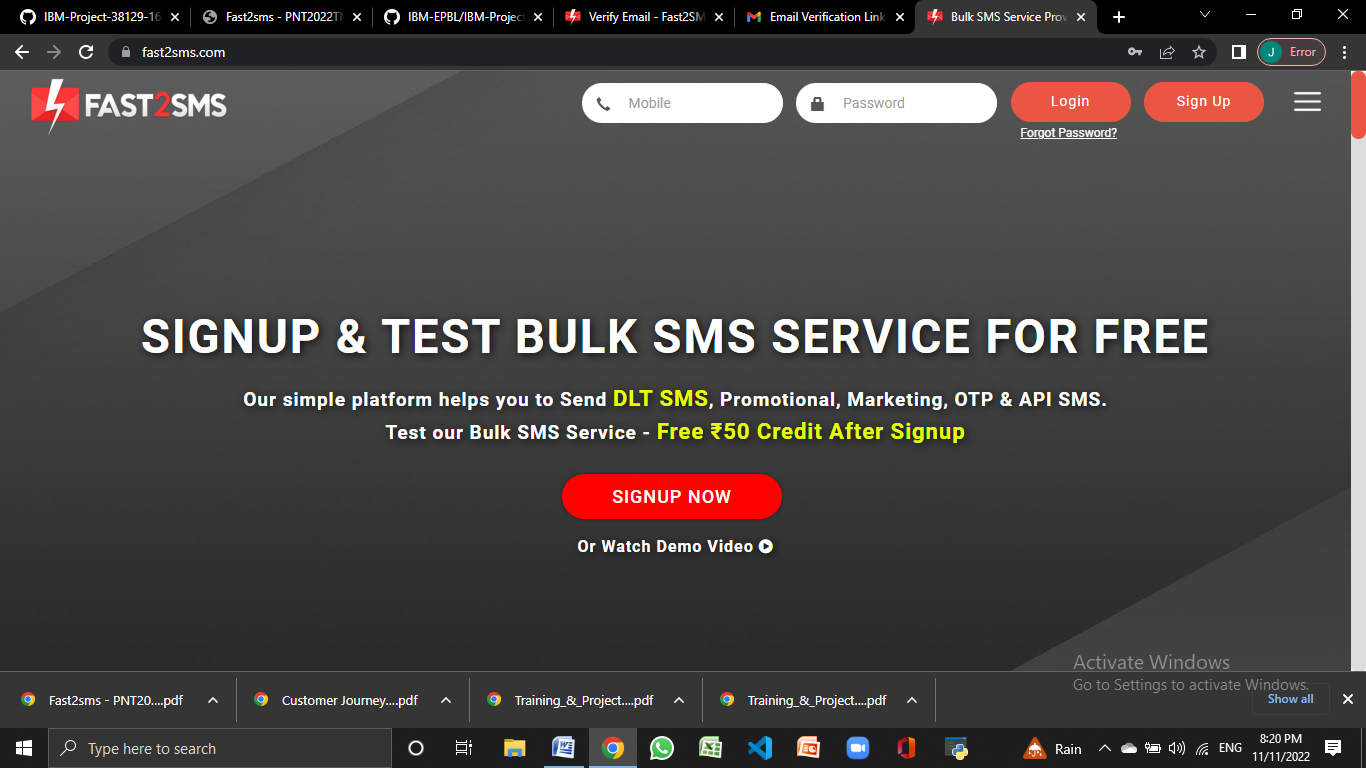 IBM-Project-38129-16
Fast2sms - PNT2022TM
IBM-EPBL/IBM-Project
Verify Email - Fast2SM
Email Verification Link
Bulk SMS Service Prov
fast2sms.com
J Error
FAST2SMS
Mobile
Password
Login
Sign Up
Forgot Password?
SIGNUP & TEST BULK SMS SERVICE FOR FREE
Our simple platform helps you to Send DLT SMS, Promotional, Marketing, OTP & API SMS.
Test our Bulk SMS Service - Free ₹50 Credit After Signup
SIGNUP NOW
Or Watch Demo Video
Activate Windows
Go to Settings to activate Windows.
Fast2sms - PNT20....pdf
Customer Journey....pdf
Training_&_Project....pdf
Training_&_Project....pdf
Show all
Type here to search
Rain
ENG
8:20 PM
11/11/2022